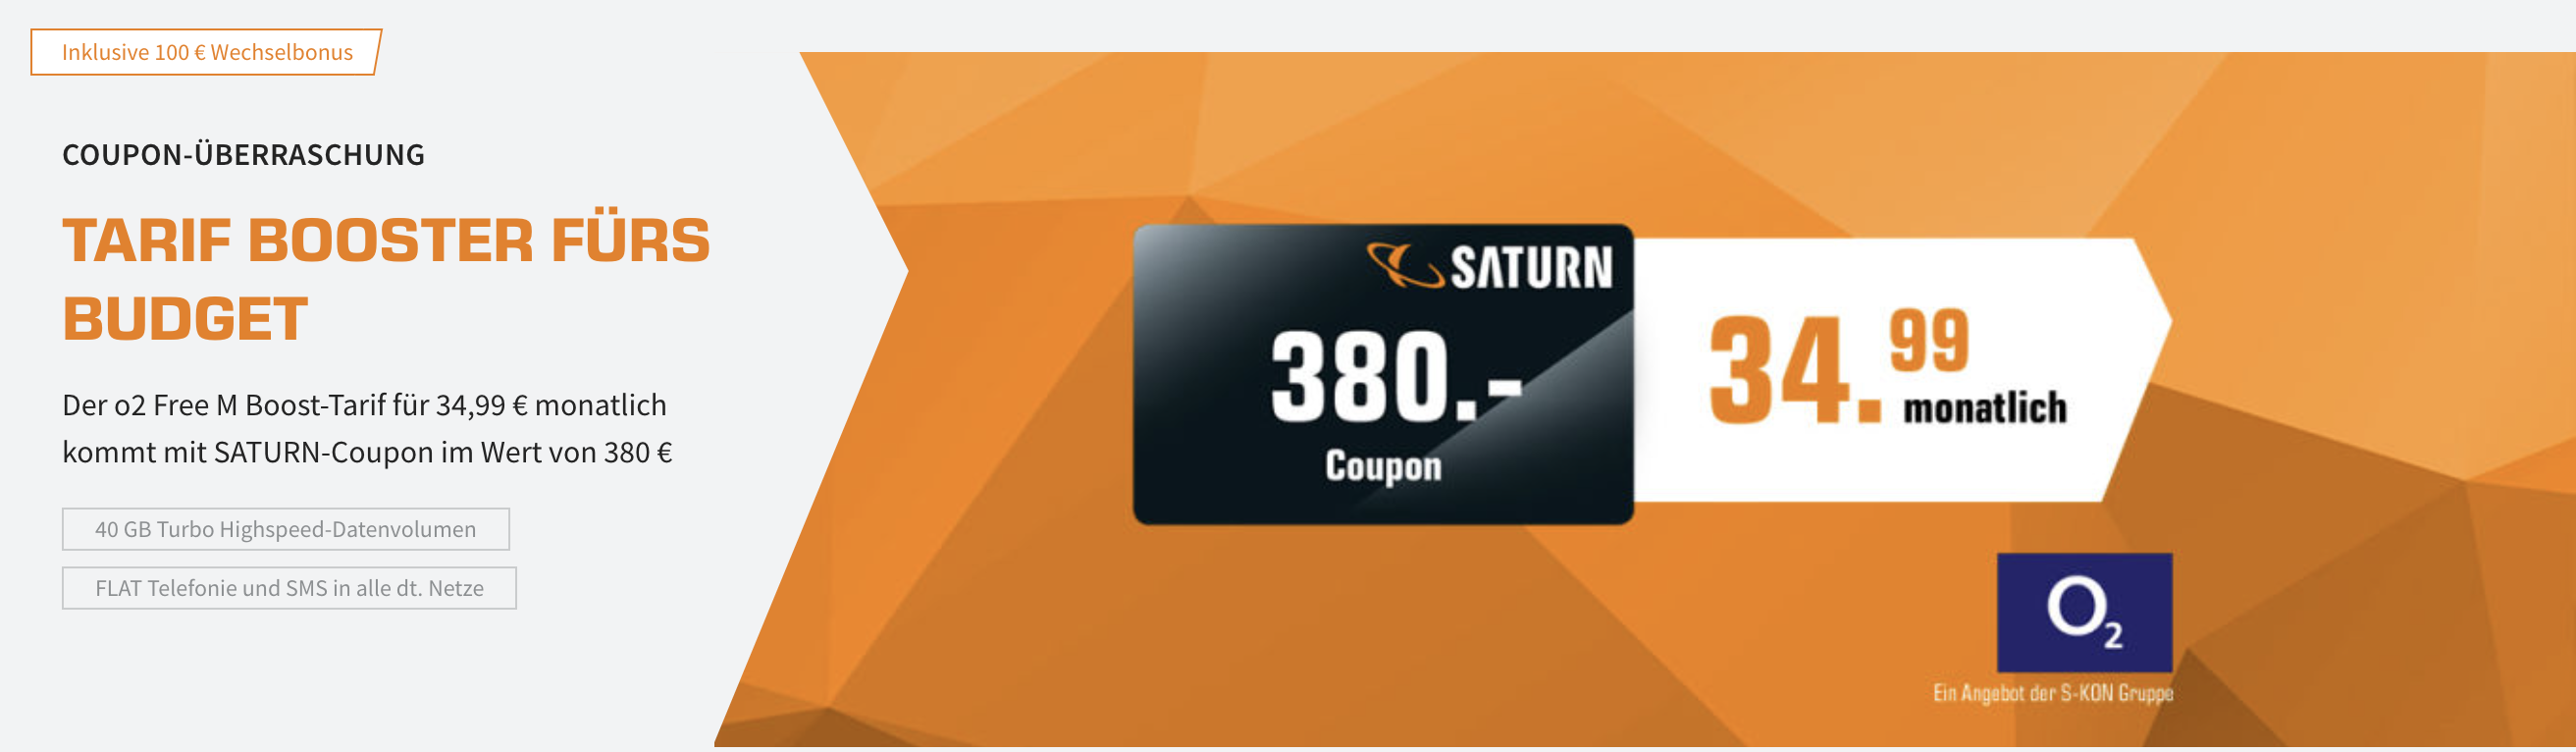 Inklusive 100 € Wechselbonus
COUPON-ÜBERRASCHUNG
TARIF BOOSTER FÜRS
BUDGET
Der o2 Free M Boost-Tarif für 34,99 € monatlich
kommt mit SATURN-Coupon im Wert von 380 €
40 GB Turbo Highspeed-Datenvolumen
FLAT Telefonie und SMS in alle dt. Netze
SATURN
380.-
Coupon
34.99
monatlich
O2
Ein Angebot der S-KON Gruppe